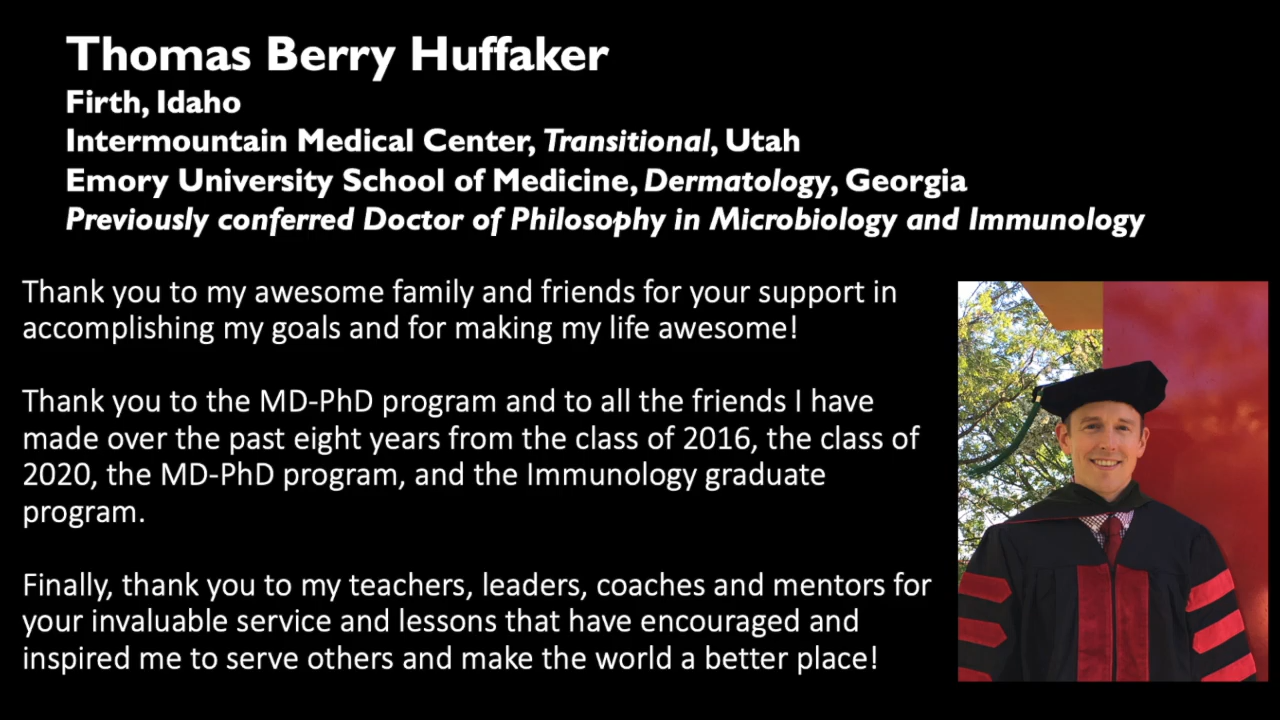 Thomas Berry Huffaker
Firth, Idaho
Intermountain Medical Center, Transitional, Utah
Emory University School of Medicine, Dermatology, Georgia
Previously conferred Doctor of Philosophy in Microbiology and Immunology
Thank you to my awesome family and friends for your support in
accomplishing my goals and for making my life awesome!
Thank you to the MD-PhD program and to all the friends I have
made over the past eight years from the class of 2016, the class of
2020, the MD-PhD program, and the Immunology graduate
program.
Finally, thank you to my teachers, leaders, coaches and mentors for
your invaluable service and lessons that have encouraged and
inspired me to serve others and make the world a better place!